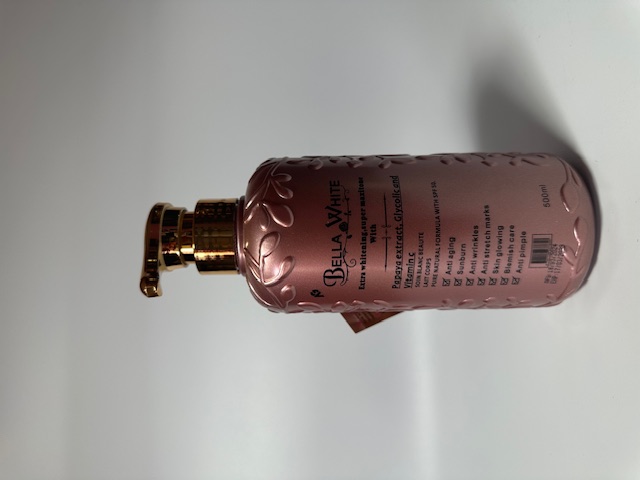 BELLA WHITE
Extra whitening,super maxitone
With
Papaya extract, Glycolic and
Vitamin c
SOIN BLANC BEAUTE
LAIT CORPS
PURE NATURAL FORMULA WITH SPF 50.
Anti aging
Sunburn
Anti wrinkles
Anti stretch marks
Skin glowing
Blemish care
Anti pimple
500ml